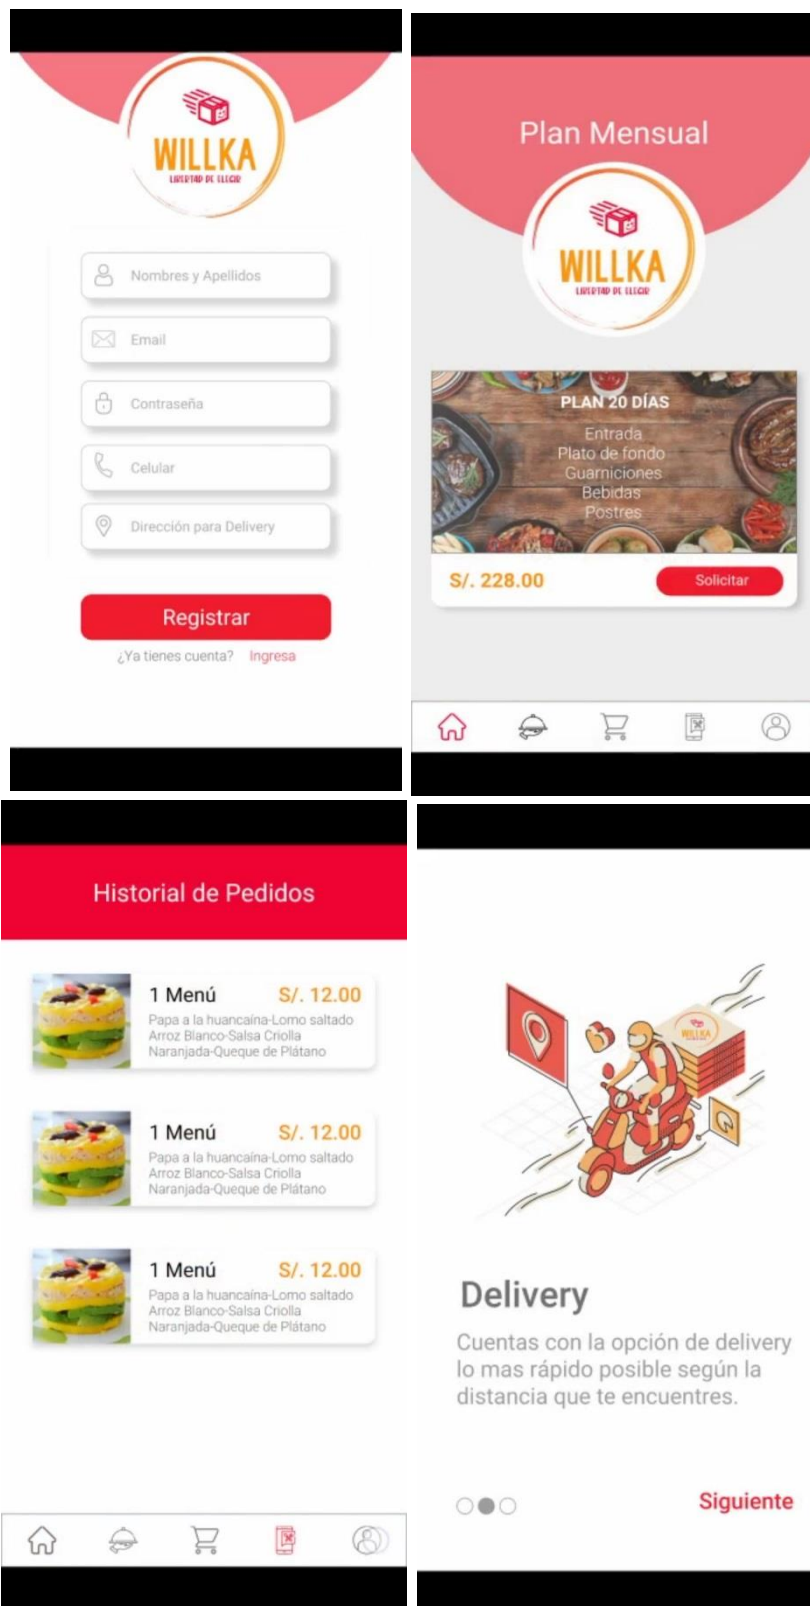 WILLKA
LIBERTAD DE ELEGIR
Nombres y Apellidos
Email
Contraseña
Celular
Dirección para Delivery
Registrar
¿Ya tienes cuenta? Ingresa
Plan Mensual
WILLKA
LIBERTAD DE ELEGIR
PLAN 20 DÍAS
Entrada
Plato de fondo
Guarniciones
Bebidas
Postres
S/. 228.00 Solicitar
Historial de Pedidos
1 Menú S/. 12.00
Papa a la huancaína-Lomo saltado
Arroz Blanco-Salsa Criolla
Naranjada-Queque de Plátano
1 Menú S/. 12.00
Papa a la huancaína-Lomo saltado
Arroz Blanco-Salsa Criolla
Naranjada-Queque de Plátano
1 Menú S/. 12.00
Papa a la huancaína-Lomo saltado
Arroz Blanco-Salsa Criolla
Naranjada-Queque de Plátano
WILLKA
Delivery
Cuentas con la opción de delivery
lo mas rápido posible según la
distancia que te encuentres.
Siguiente